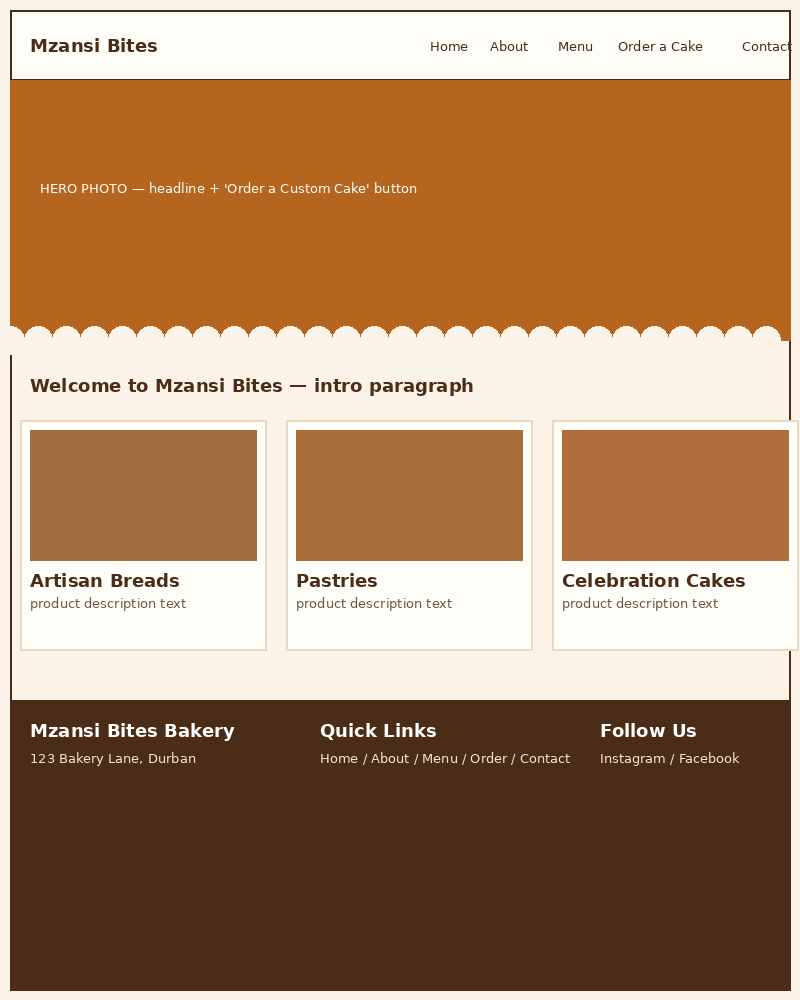 Mzansi Bites
Home About Menu Order a Cake Contact
HERO PHOTO — headline + 'Order a Custom Cake' button
Welcome to Mzansi Bites — intro paragraph
Artisan Breads Pastries Celebration Cakes
product description text product description text product description text
Mzansi Bites Bakery Quick Links Follow Us
123 Bakery Lane, Durban Home / About / Menu / Order / Contact Instagram / Facebook